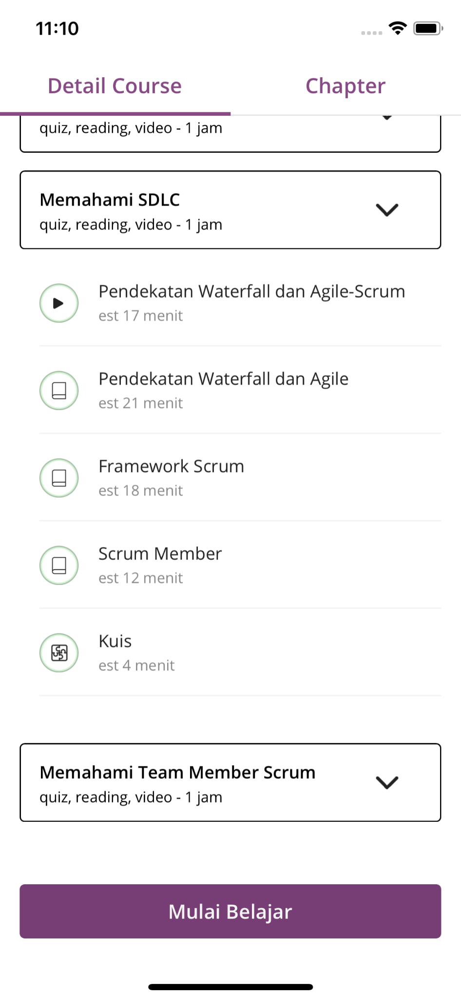 11:10
Detail Course
Chapter
quiz, reading, video - 1 jam
Memahami SDLC
quiz, reading, video - 1 jam
Pendekatan Waterfall dan Agile-Scrum
est 17 menit
Pendekatan Waterfall dan Agile
est 21 menit
Framework Scrum
est 18 menit
Scrum Member
est 12 menit
Kuis
est 4 menit
Memahami Team Member Scrum
quiz, reading, video - 1 jam
Mulai Belajar